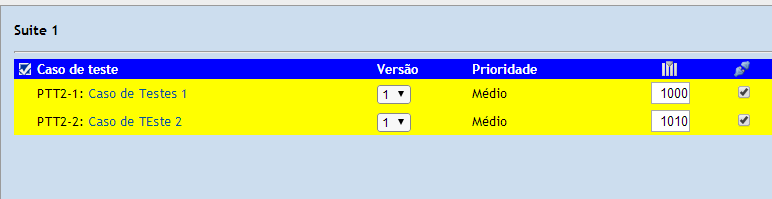 Suite 1
Caso de teste Versão Prioridade
PTT2-1: Caso de Testes 1 1 Médio 1000
PTT2-2: Caso de TEste 2 1 Médio 1010